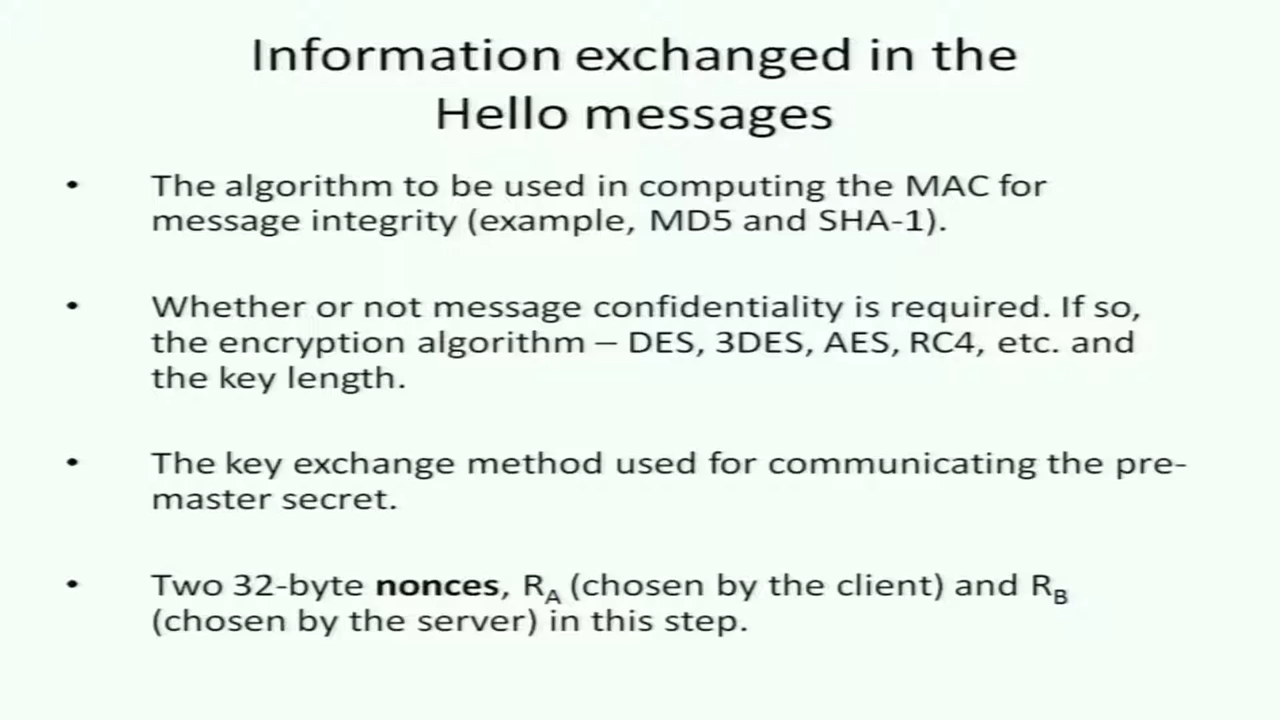 Information exchanged in the
Hello messages
• The algorithm to be used in computing the MAC for
message integrity (example, MD5 and SHA-1).
• Whether or not message confidentiality is required. If so,
the encryption algorithm – DES, 3DES, AES, RC4, etc. and
the key length.
• The key exchange method used for communicating the pre-
master secret.
• Two 32-byte nonces, R_A (chosen by the client) and R_B
(chosen by the server) in this step.